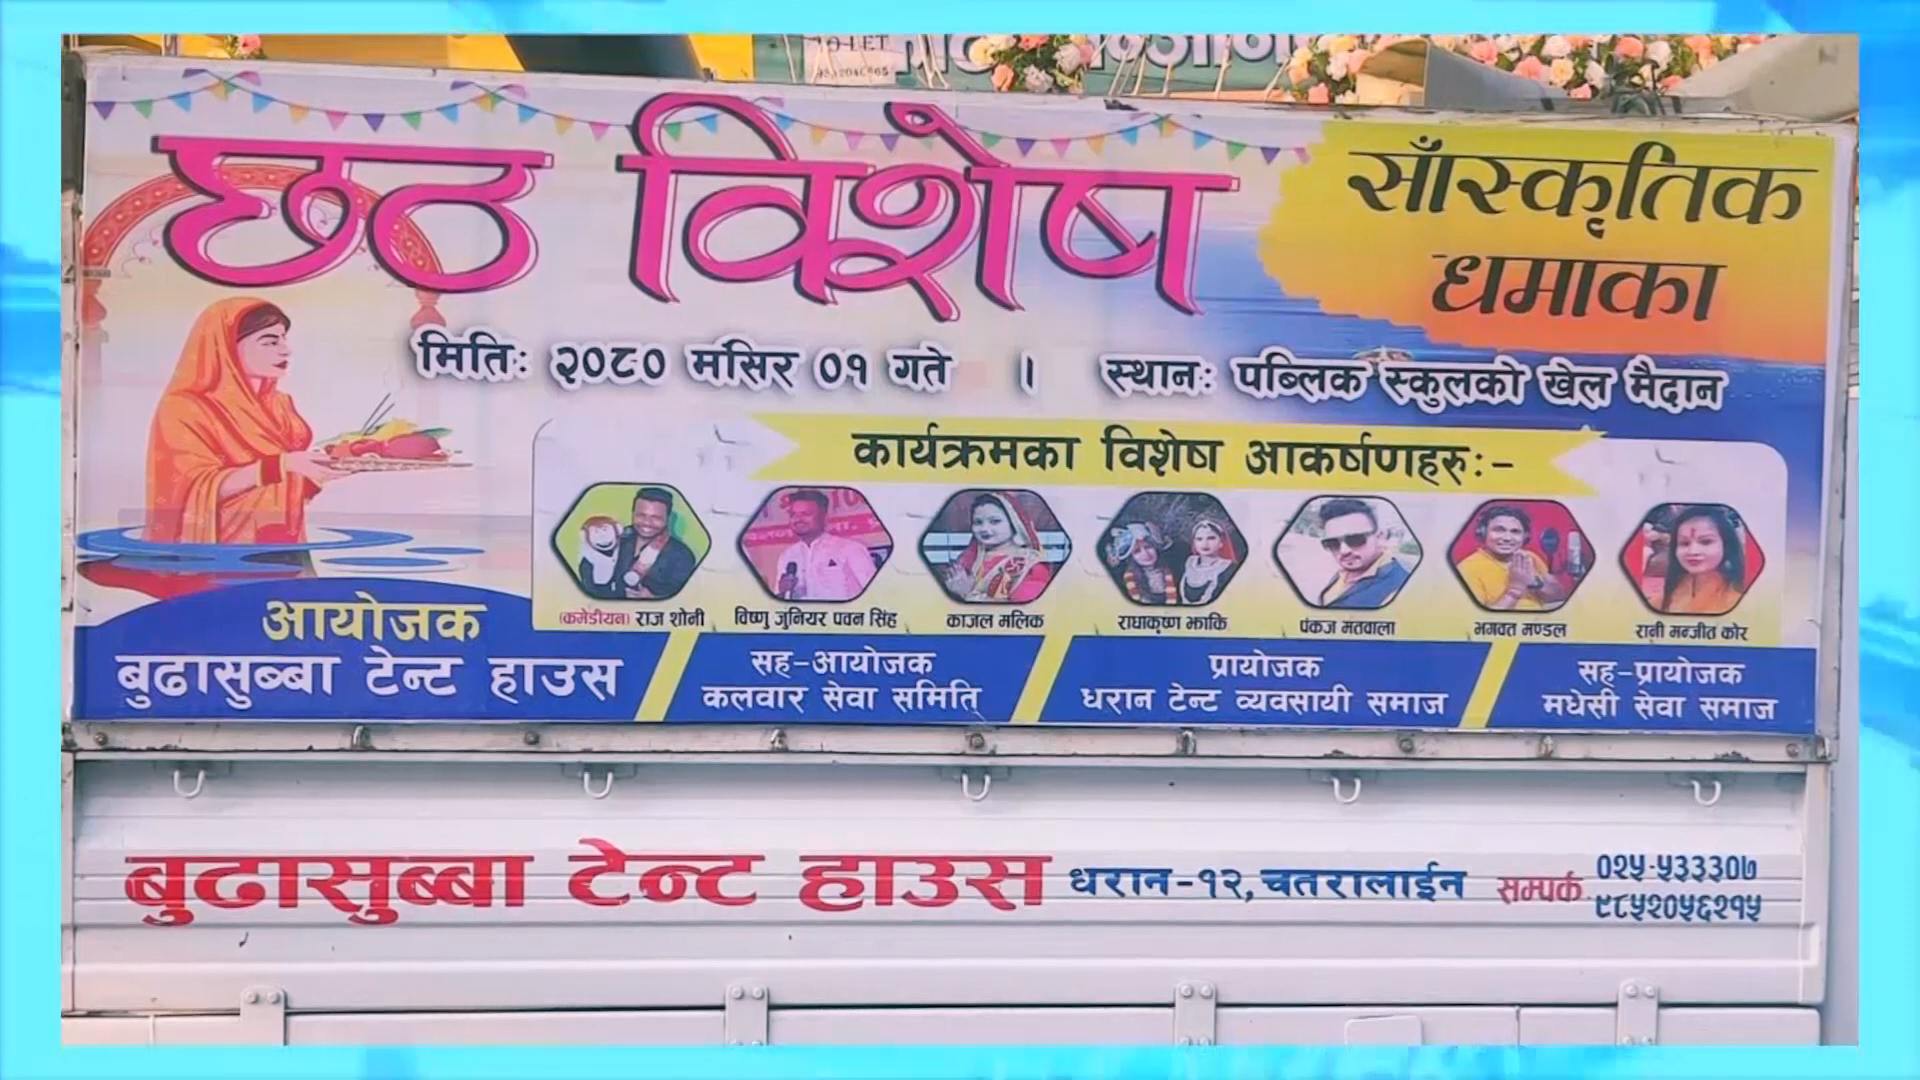 TO-LET
छठ विशेष
साँस्कृतिक
धमाका
मितिः २०८० मंसिर ०१ गते । स्थानः पब्लिक स्कुलको खेल मैदान
कार्यक्रमका विशेष आकर्षणहरुः-
(कमेडीयन) राज शोनी
विष्णु जुनियर पवन सिंह
काजल मलिक
राधाकृष्ण झाकि
पंकज मतवाला
भगवत मण्डल
रानी मन्जीत कोर
आयोजक
बुढासुब्बा टेन्ट हाउस
सह-आयोजक
कलवार सेवा समिति
प्रायोजक
धरान टेन्ट व्यवसायी समाज
सह-प्रायोजक
मधेसी सेवा समाज
बुढासुब्बा टेन्ट हाउस धरान-१२, चतरालाईन सम्पर्क ०२५-५३३३०७
९८५२०५६२१५